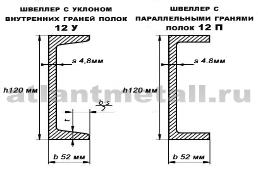 ШВЕЛЛЕР С УКЛОНОМ
ВНУТРЕННИХ ГРАНЕЙ ПОЛОК
12 У
ШВЕЛЛЕР С
ПАРАЛЛЕЛЬНЫМИ ГРАНЯМИ
ПОЛОК 12 П
s 4,8мм
h120 мм
b-s
2
t
b 52 мм
s 4.8мм
h120 мм
b 52 мм
atlantmetall.ru